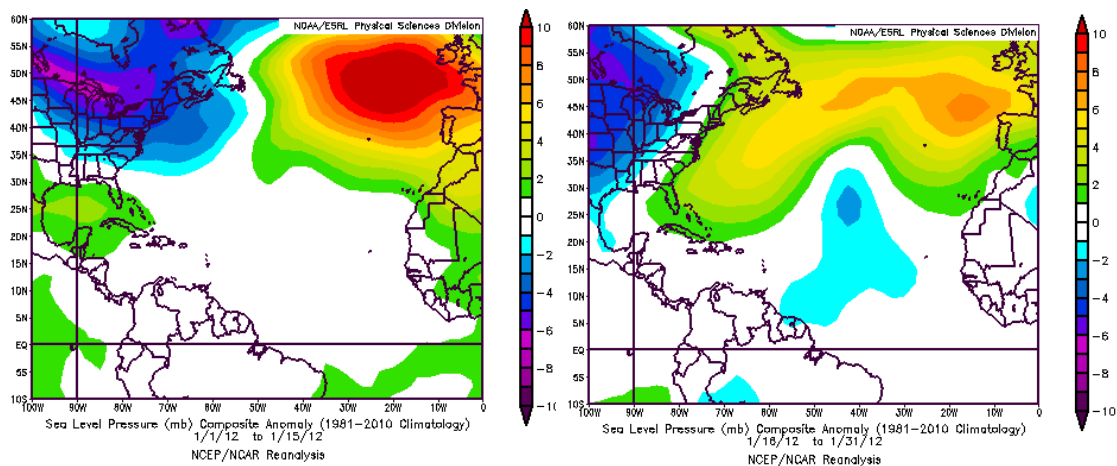 NOAA/ESRL Physical Sciences Division
60N
55N
50N
45N
40N
35N
30N
25N
20N
15N
10N
5N
EQ
5S
10S
100W 90W 80W 70W 60W 50W 40W 30W 20W 10W 0
10
8
6
4
2
0
-2
-4
-6
-8
-10
Sea Level Pressure (mb) Composite Anomaly (1981-2010 Climatology)
1/1/12 to 1/15/12
NCEP/NCAR Reanalysis
NOAA/ESRL Physical Sciences Division
60N
55N
50N
45N
40N
35N
30N
25N
20N
15N
10N
5N
EQ
5S
10S
100W 90W 80W 70W 60W 50W 40W 30W 20W 10W 0
10
8
6
4
2
0
-2
-4
-6
-8
-10
Sea Level Pressure (mb) Composite Anomaly (1981-2010 Climatology)
1/16/12 to 1/31/12
NCEP/NCAR Reanalysis